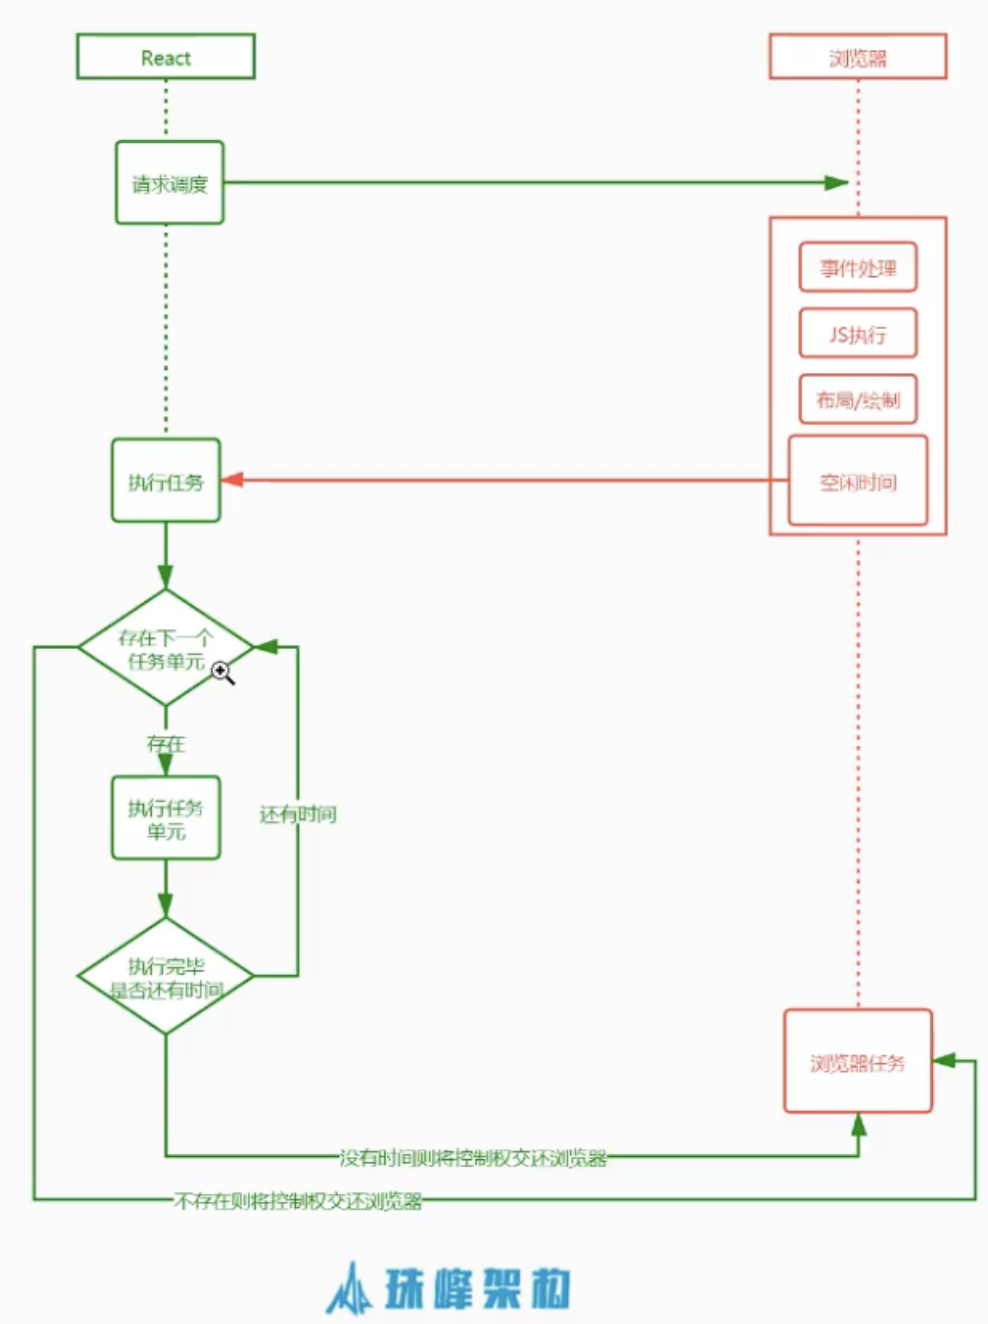 React
浏览器
请求调度
事件处理
JS执行
布局/绘制
执行任务
空闲时间
存在下一个
任务单元
存在
执行任务
单元
还有时间
执行完毕
是否还有时间
浏览器任务
没有时间则将控制权交还浏览器
不存在则将控制权交还浏览器
珠峰架构